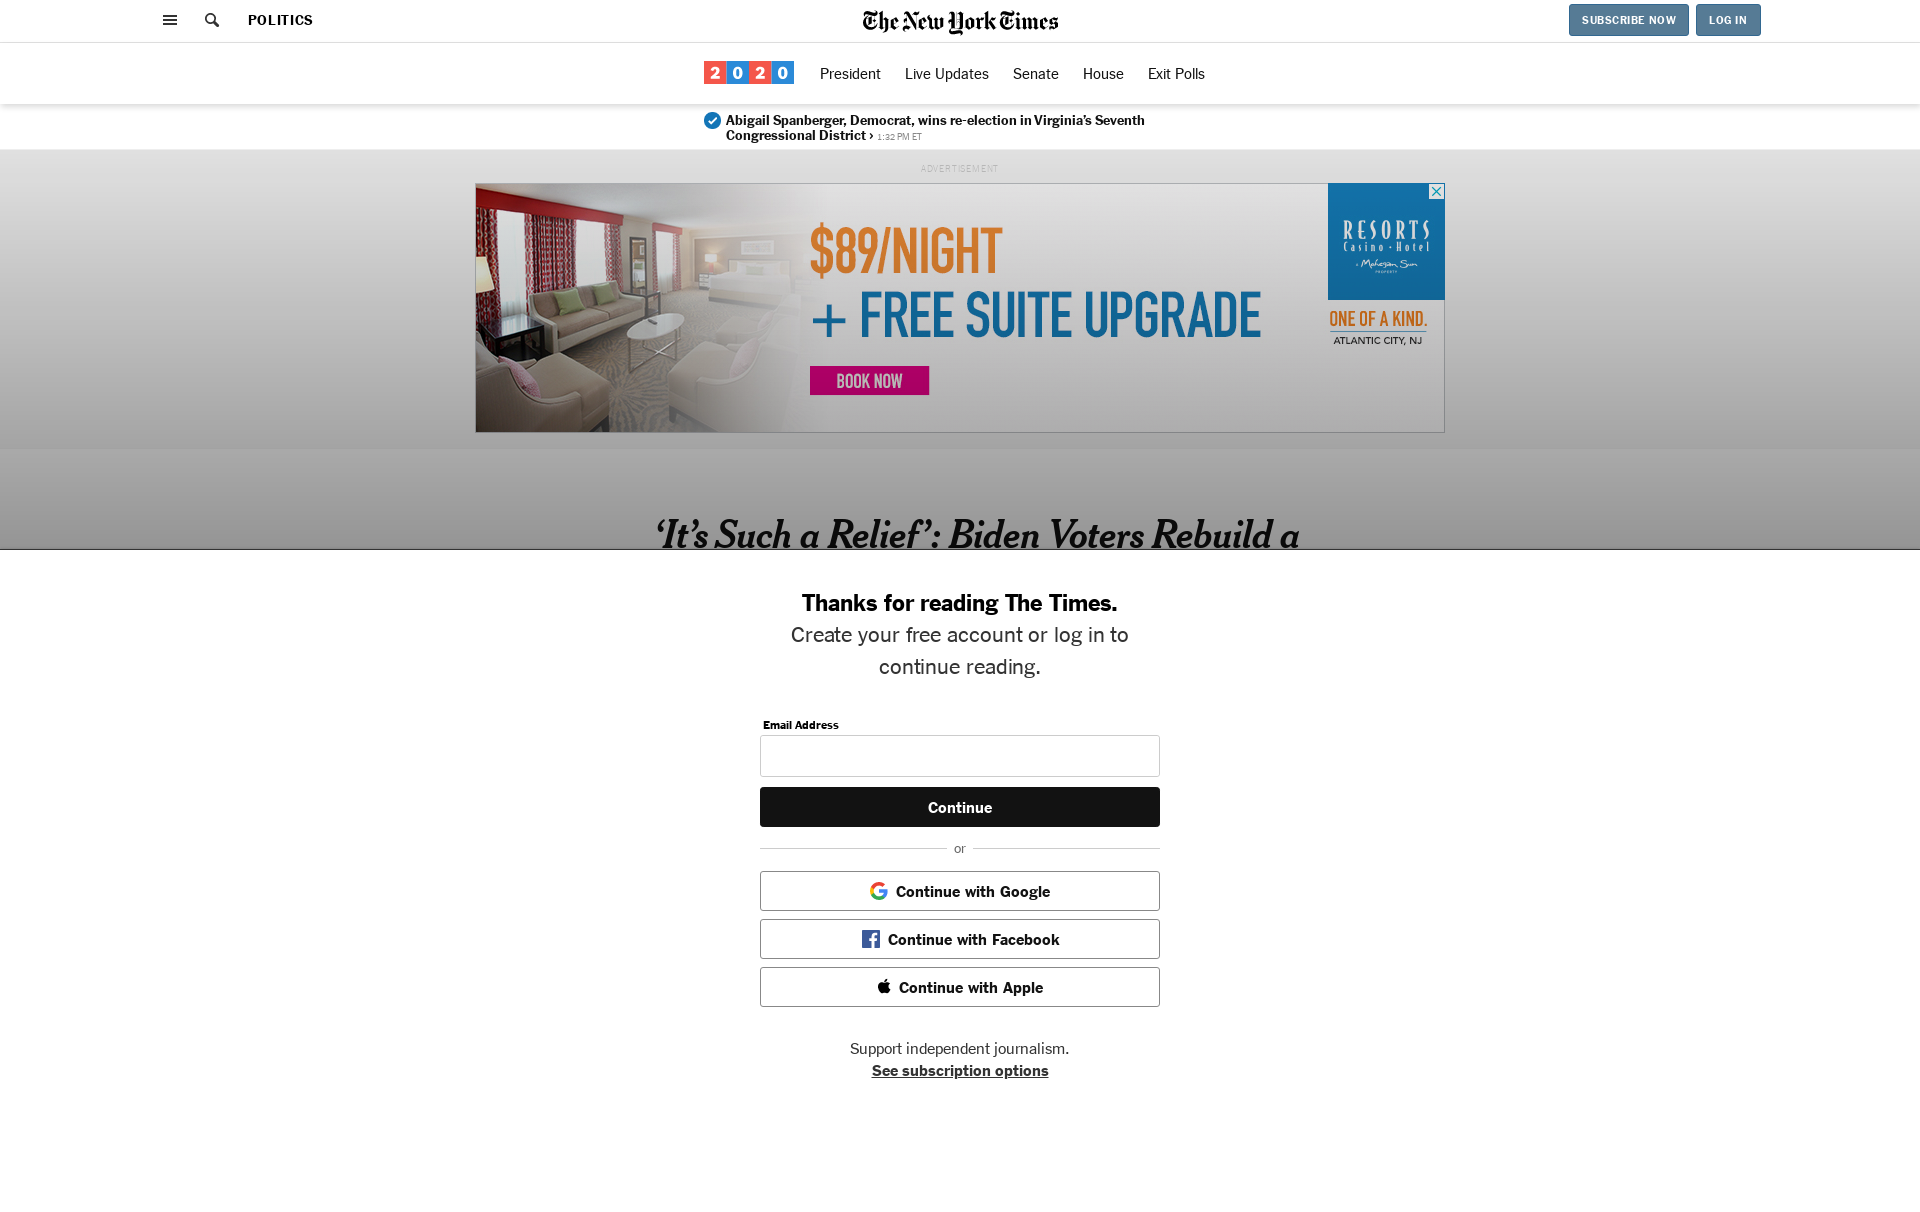 POLITICS
The New York Times
SUBSCRIBE NOW
LOG IN
2020
President
Live Updates
Senate
House
Exit Polls
Abigail Spanberger, Democrat, wins re-election in Virginia's Seventh
Congressional District › 1:32 PM ET
ADVERTISEMENT
$89/NIGHT
+ FREE SUITE UPGRADE
BOOK NOW
RESORTS
Casino • Hotel
a Mohegan Sun
PROPERTY
ONE OF A KIND.
ATLANTIC CITY, NJ
‘It’s Such a Relief’: Biden Voters Rebuild a
Thanks for reading The Times.
Create your free account or log in to
continue reading.
Email Address
Continue
or
Continue with Google
Continue with Facebook
Continue with Apple
Support independent journalism.
See subscription options